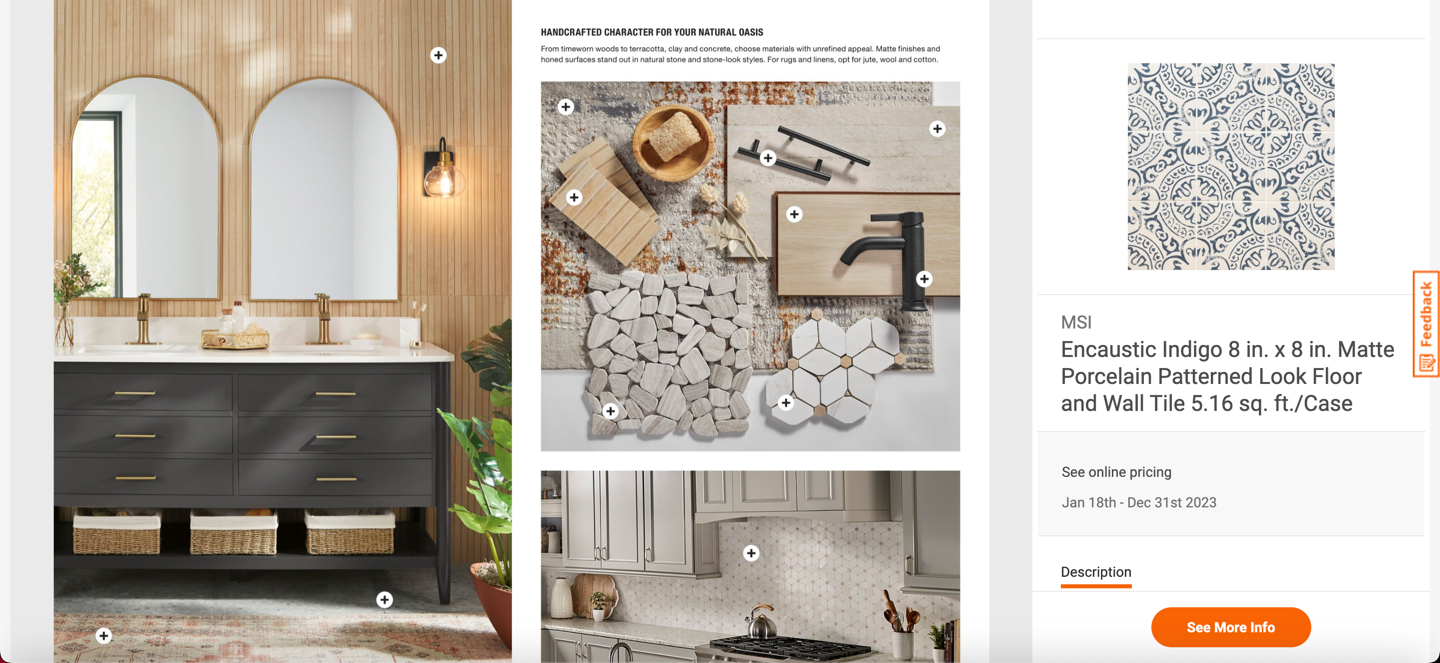 HANDCRAFTED CHARACTER FOR YOUR NATURAL OASIS
From timeworn woods to terracotta, clay and concrete, choose materials with unrefined appeal. Matte finishes and
honed surfaces stand out in natural stone and stone-look styles. For rugs and linens, opt for jute, wool and cotton.
MSI
Encaustic Indigo 8 in. x 8 in. Matte
Porcelain Patterned Look Floor
and Wall Tile 5.16 sq. ft./Case
See online pricing
Jan 18th - Dec 31st 2023
Description
See More Info
Feedback